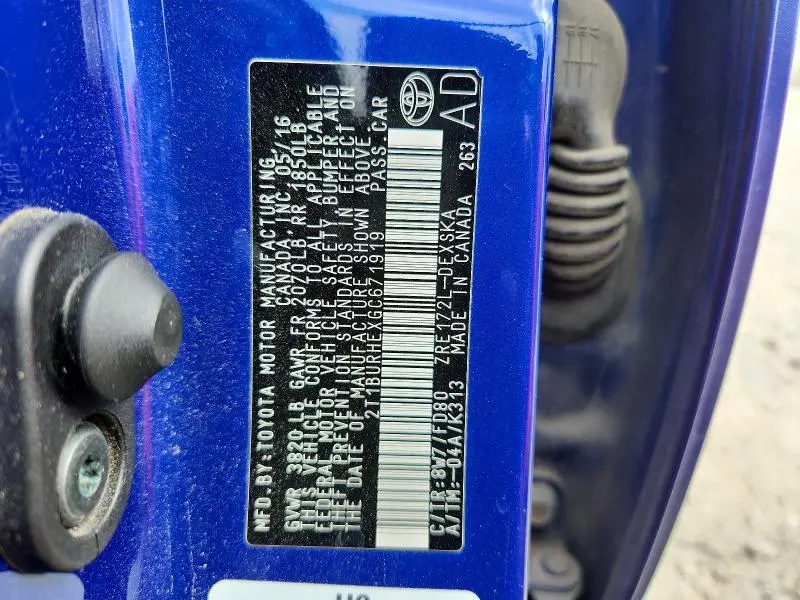 MFD.BY:TOYOTA MOTOR MANUFACTURING
CANADA,INC. 05/16
GVWR 3820 LB GAWR FR 2070LB RR 1850LB
THIS VEHICLE CONFORMS TO ALL APPLICABLE
FEDERAL MOTOR VEHICLE SAFETY, BUMPER, AND
THEFT PREVENTION STANDARDS IN EFFECT ON
THE DATE OF MANUFACTURE SHOWN ABOVE.
2T1BURHEXGC671919 PASS.CAR
C/TR:8W7/FD80 ZRE172L-DEXSKA
A/TM:-04A/K313 MADE IN CANADA 263
AD